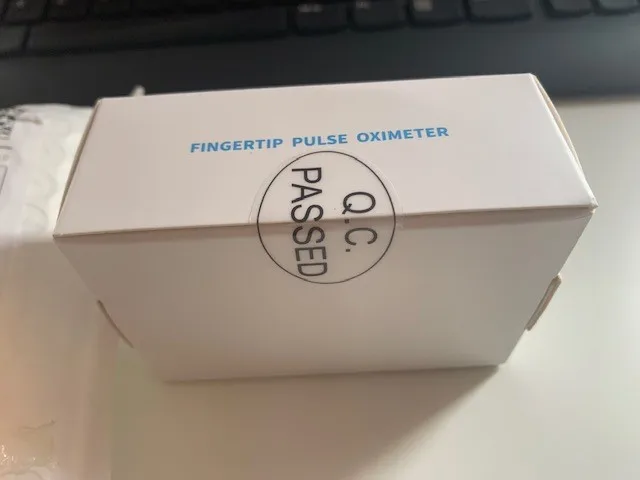 FINGERTIP PULSE OXIMETER
Q.C.
PASSED